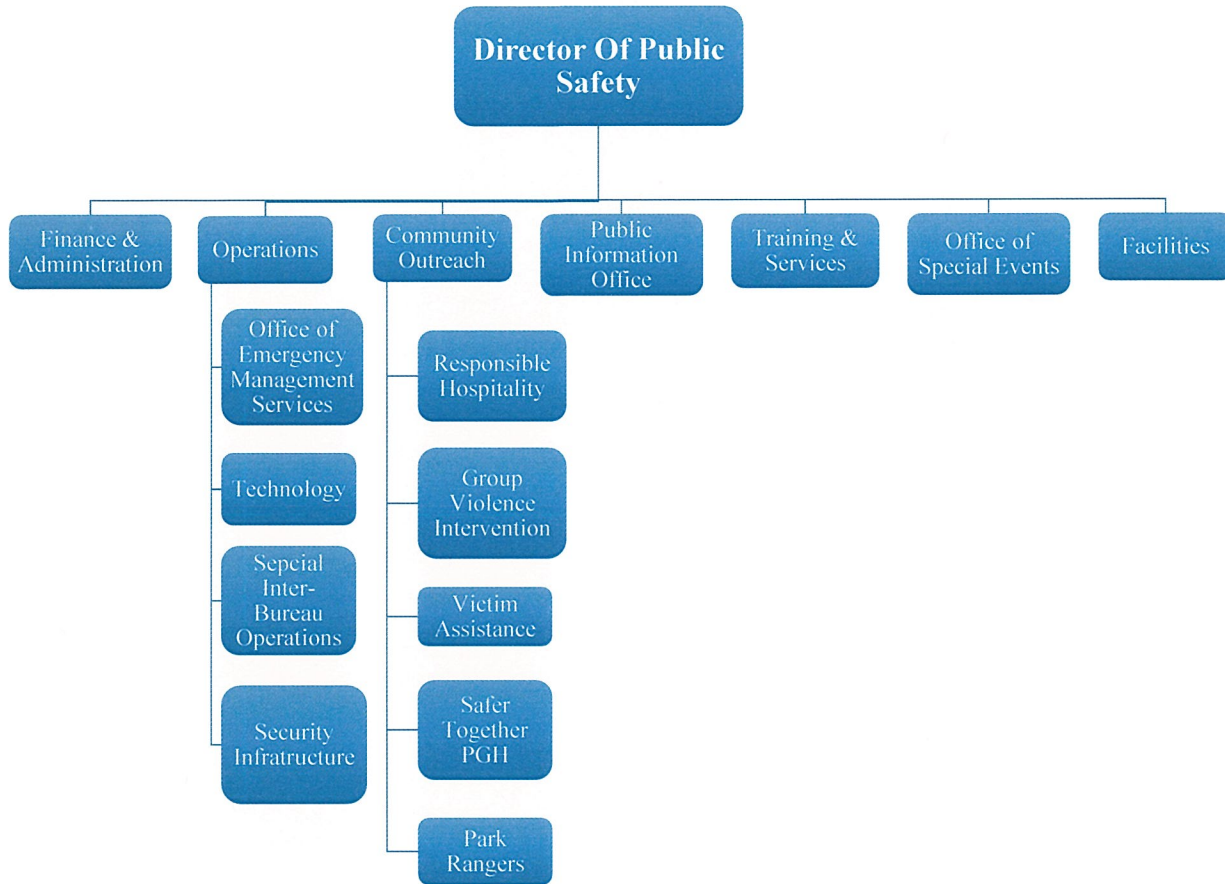 Director Of Public
Safety
Finance &
Administration
Operations
Community
Outreach
Public
Information
Office
Training &
Services
Office of
Special Events
Facilities
Office of
Emergency
Management
Services
Technology
Sepcial
Inter-
Bureau
Operations
Security
Infratructure
Responsible
Hospitality
Group
Violence
Intervention
Victim
Assistance
Safer
Together
PGH
Park
Rangers